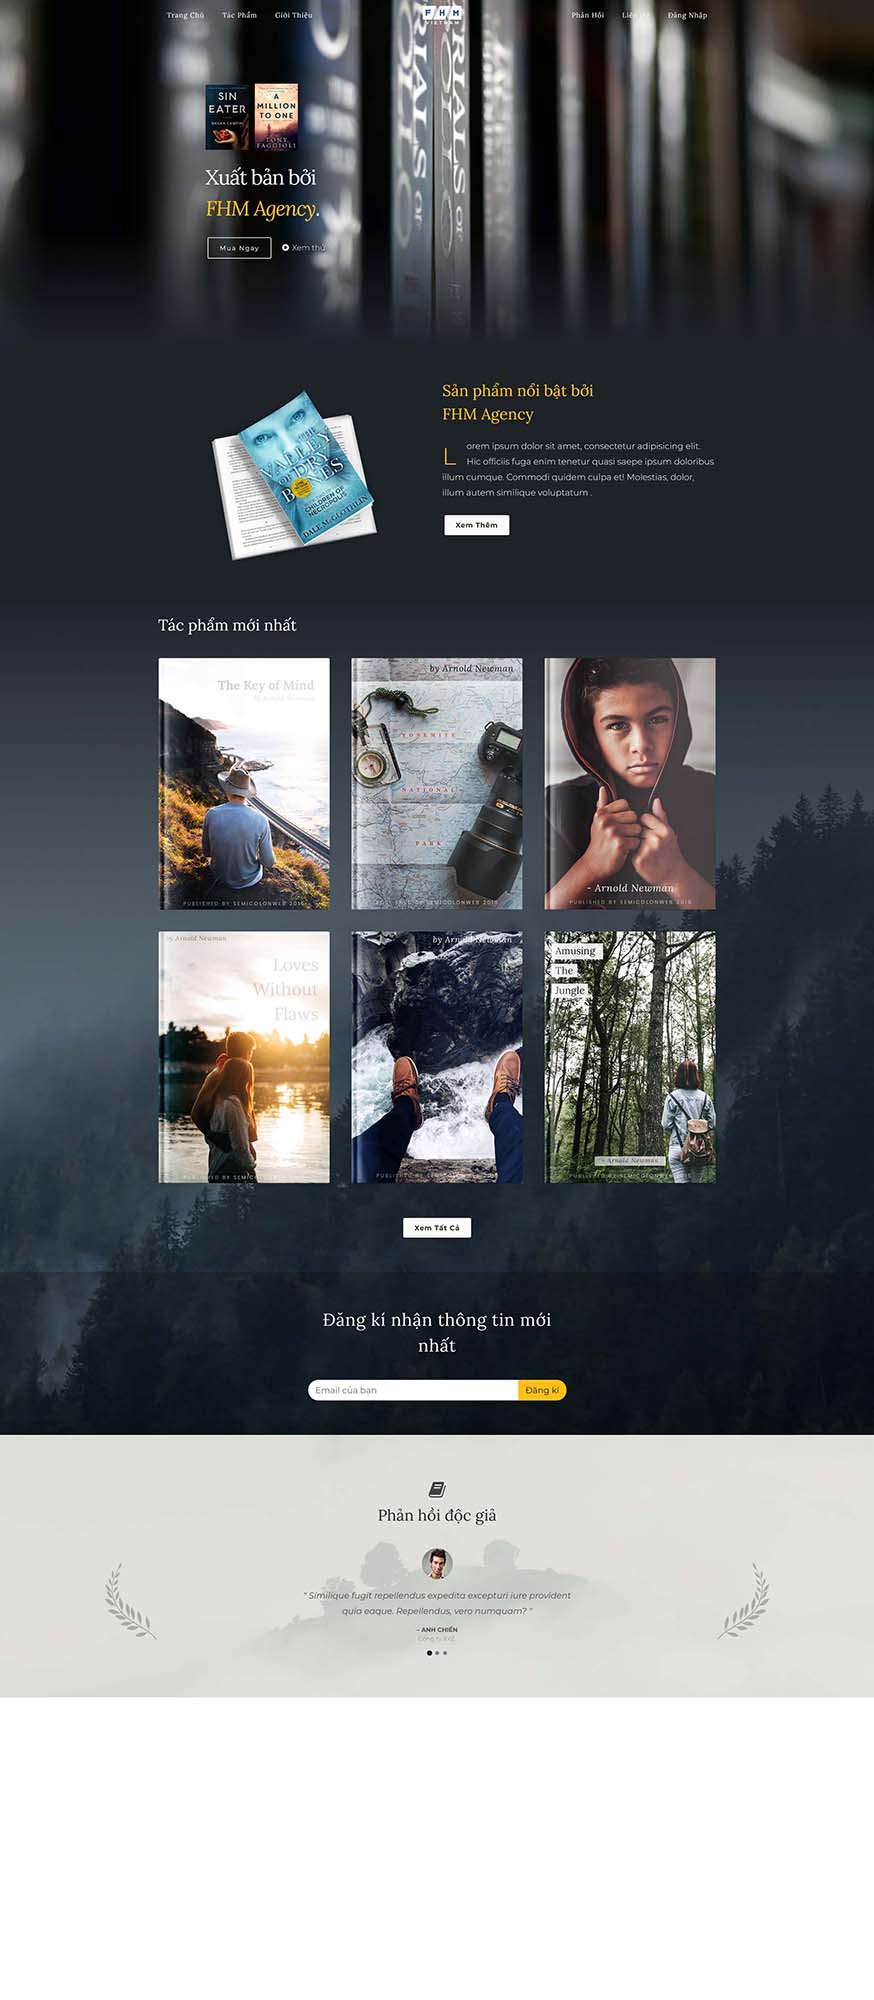 Trang Chủ
Tác Phẩm
Giới Thiệu
FHM
VIETNAM
Phản Hồi
Đăng Nhập
SIN
EATER
MEGAN CAMPISI
A
MILLION
TO ONE
TONY
FAGGIOLI
Xuất bản bởi
FHM Agency.
Mua Ngay
Xem thử
Sản phẩm nổi bật bởi
FHM Agency
Lorem ipsum dolor sit amet, consectetur adipisicing elit.
Hic officiis fuga enim tenetur quasi saepe ipsum doloribus
illum cumque. Commodi quidem culpa et! Molestias, dolor,
illum autem similique voluptatum .
Xem Thêm
VALLEY
OF DRY
BONES
CHILDREN OF
NECROPOLIS
DALE McGLOTHLIN
Tác phẩm mới nhất
The Key of Mind
by Arnold Newman
PUBLISHED BY SEMICOLONWEB 2016
by Arnold Newman
YOSEMITE
NATIONAL
PARK
PUBLISHED BY SEMICOLONWEB 2016
- Arnold Newman
PUBLISHED BY SEMICOLONWEB 2016
by Arnold Newman
Loves
Without
Flaws
PUBLISHED BY SEMICOLONWEB 2016
by Arnold Newman
PUBLISHED BY SEMICOLONWEB 2016
Amusing
The
Jungle
- Arnold Newman
PUBLISHED BY SEMICOLONWEB 2016
Xem Tất Cả
Đăng kí nhận thông tin mới
nhất
Email của bạn
Đăng kí
Phản hồi độc giả
" Similique fugit repellendus expedita excepturi iure provident
quia eaque. Repellendus, vero numquam? "
– ANH CHIẾN
Công ty XYZ.